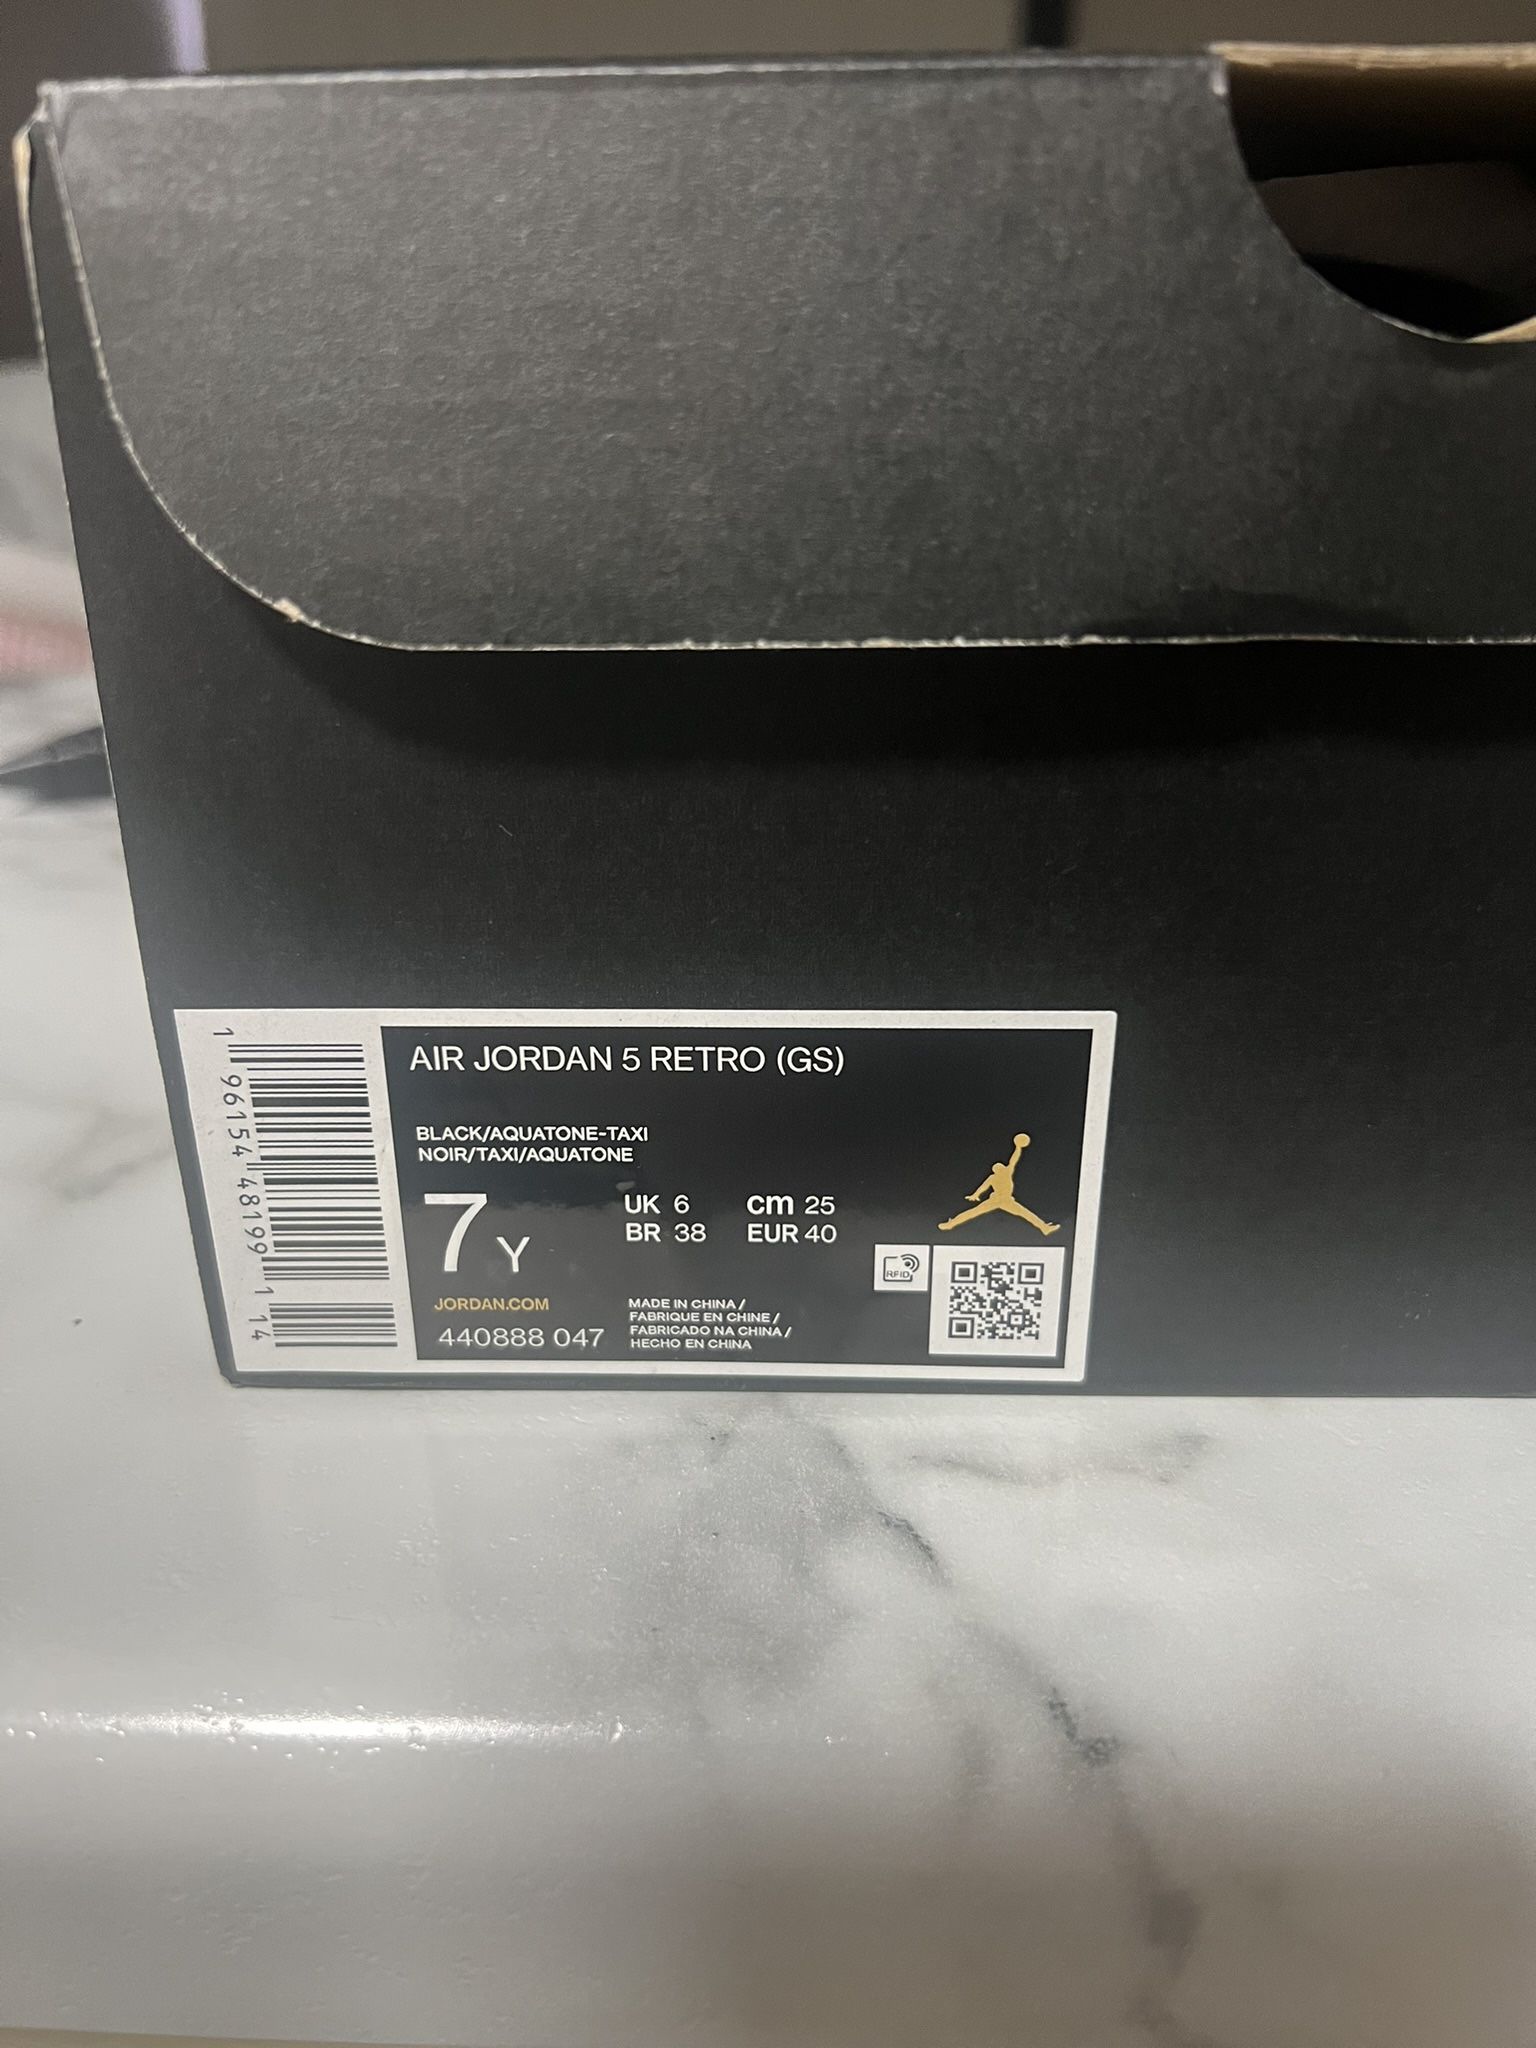 AIR JORDAN 5 RETRO (GS)
BLACK/AQUATONE-TAXI
NOIR/TAXI/AQUATONE
7 Y
UK 6 cm 25
BR 38 EUR 40
RFID
JORDAN.COM
440888 047
MADE IN CHINA /
FABRIQUE EN CHINE /
FABRICADO NA CHINA /
HECHO EN CHINA
1 96154 48199 1 14